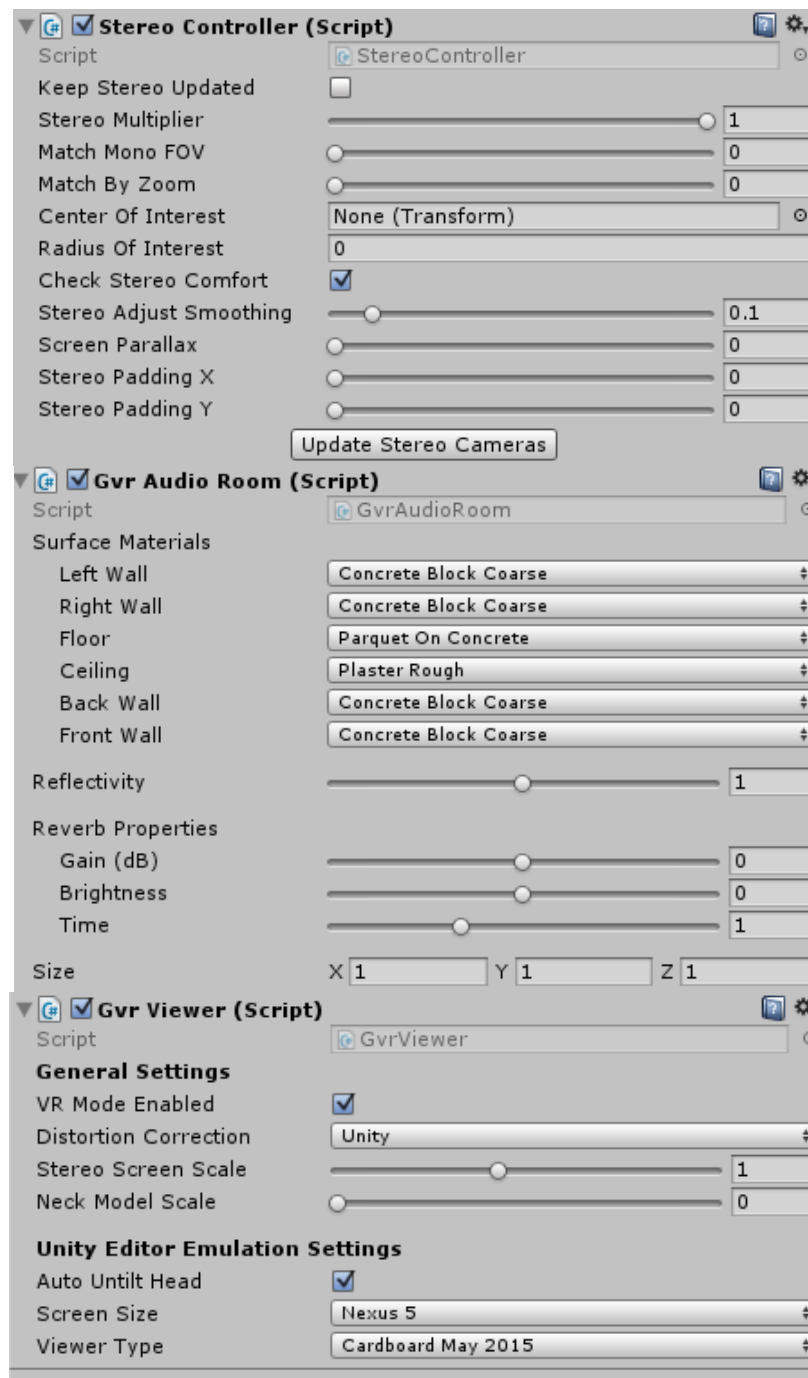 Stereo Controller (Script)
Script StereoController
Keep Stereo Updated
Stereo Multiplier 1
Match Mono FOV 0
Match By Zoom 0
Center Of Interest None (Transform)
Radius Of Interest 0
Check Stereo Comfort
Stereo Adjust Smoothing 0.1
Screen Parallax 0
Stereo Padding X 0
Stereo Padding Y 0
Update Stereo Cameras
Gvr Audio Room (Script)
Script GvrAudioRoom
Surface Materials
Left Wall Concrete Block Coarse
Right Wall Concrete Block Coarse
Floor Parquet On Concrete
Ceiling Plaster Rough
Back Wall Concrete Block Coarse
Front Wall Concrete Block Coarse
Reflectivity 1
Reverb Properties
Gain (dB) 0
Brightness 0
Time 1
Size X 1 Y 1 Z 1
Gvr Viewer (Script)
Script GvrViewer
General Settings
VR Mode Enabled
Distortion Correction Unity
Stereo Screen Scale 1
Neck Model Scale 0
Unity Editor Emulation Settings
Auto Untilt Head
Screen Size Nexus 5
Viewer Type Cardboard May 2015